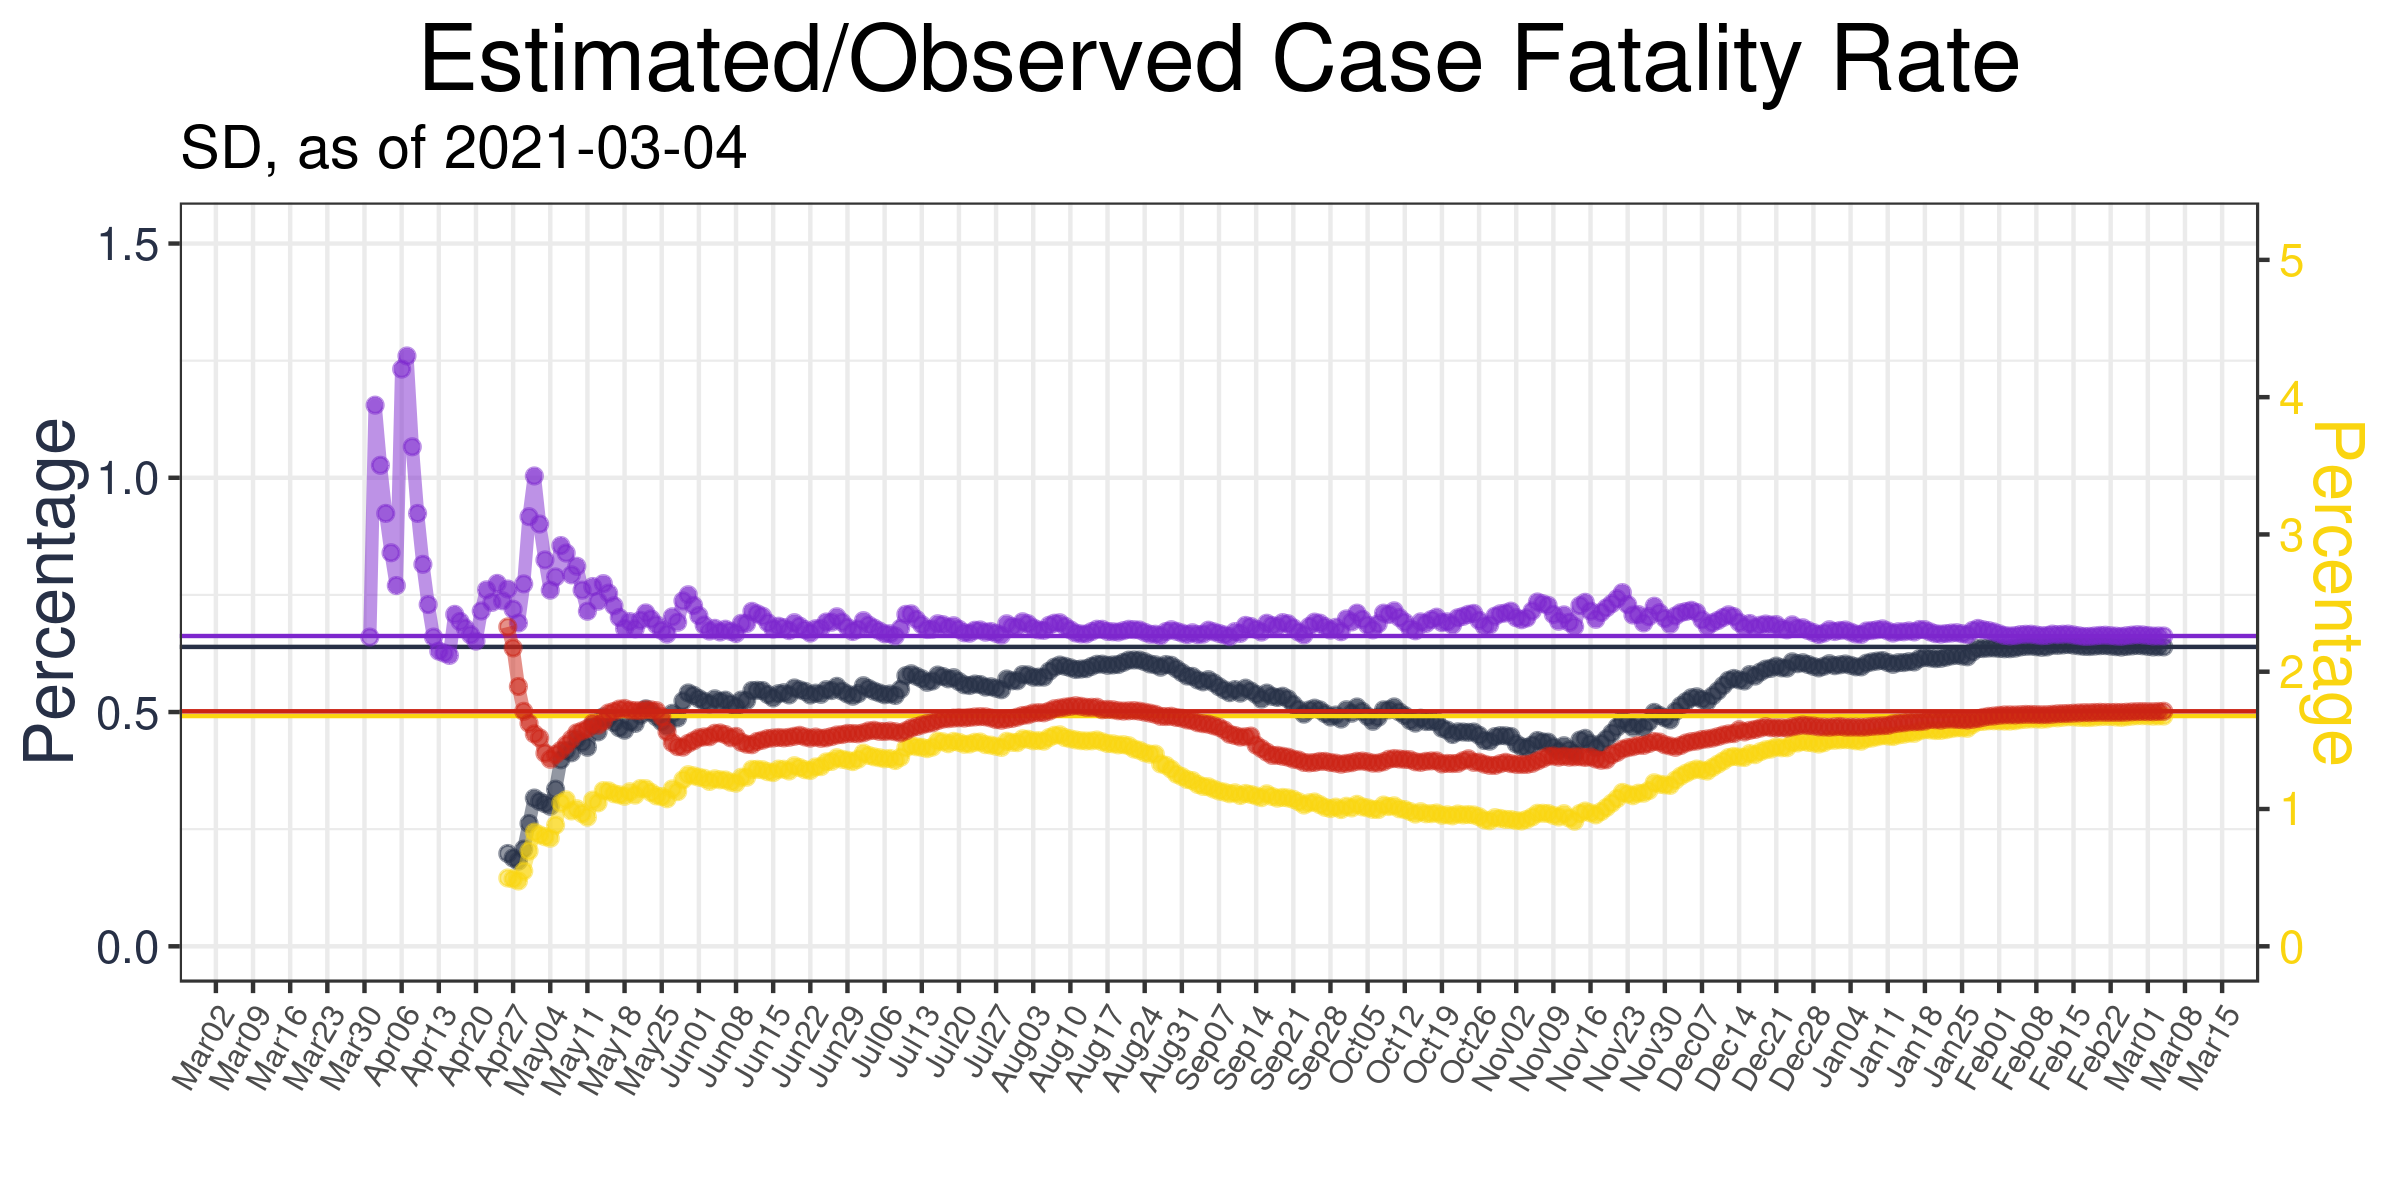 Estimated/Observed Case Fatality Rate
SD, as of 2021-03-04
Percentage
1.5
1.0
0.5
0.0
5
4
3
2
1
0
Percentage
Mar02
Mar09
Mar16
Mar23
Mar30
Apr06
Apr13
Apr20
Apr27
May04
May11
May18
May25
Jun01
Jun08
Jun15
Jun22
Jun29
Jul06
Jul13
Jul20
Jul27
Aug03
Aug10
Aug17
Aug24
Aug31
Sep07
Sep14
Sep21
Sep28
Oct05
Oct12
Oct19
Oct26
Nov02
Nov09
Nov16
Nov23
Nov30
Dec07
Dec14
Dec21
Dec28
Jan04
Jan11
Jan18
Jan25
Feb01
Feb08
Feb15
Feb22
Mar01
Mar08
Mar15